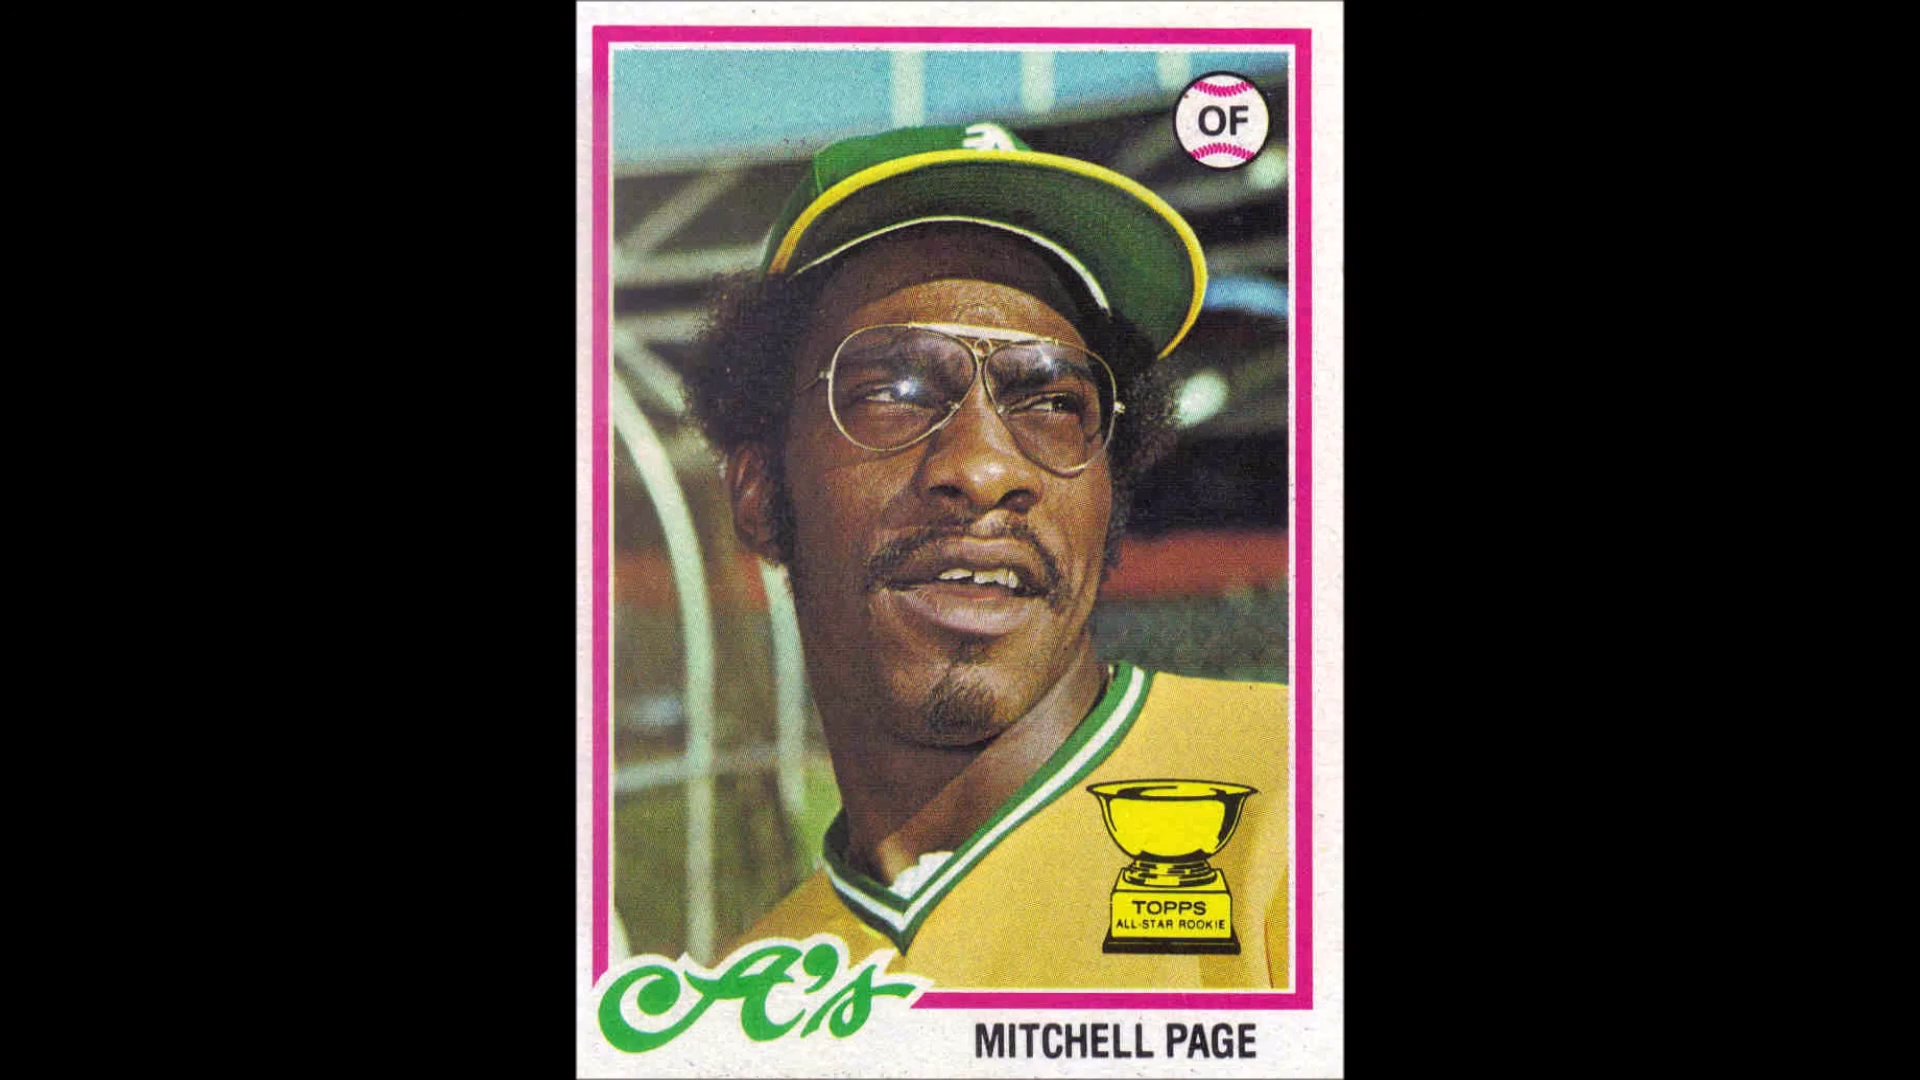 OF
TOPPS
ALL-STAR ROOKIE
A's
MITCHELL PAGE